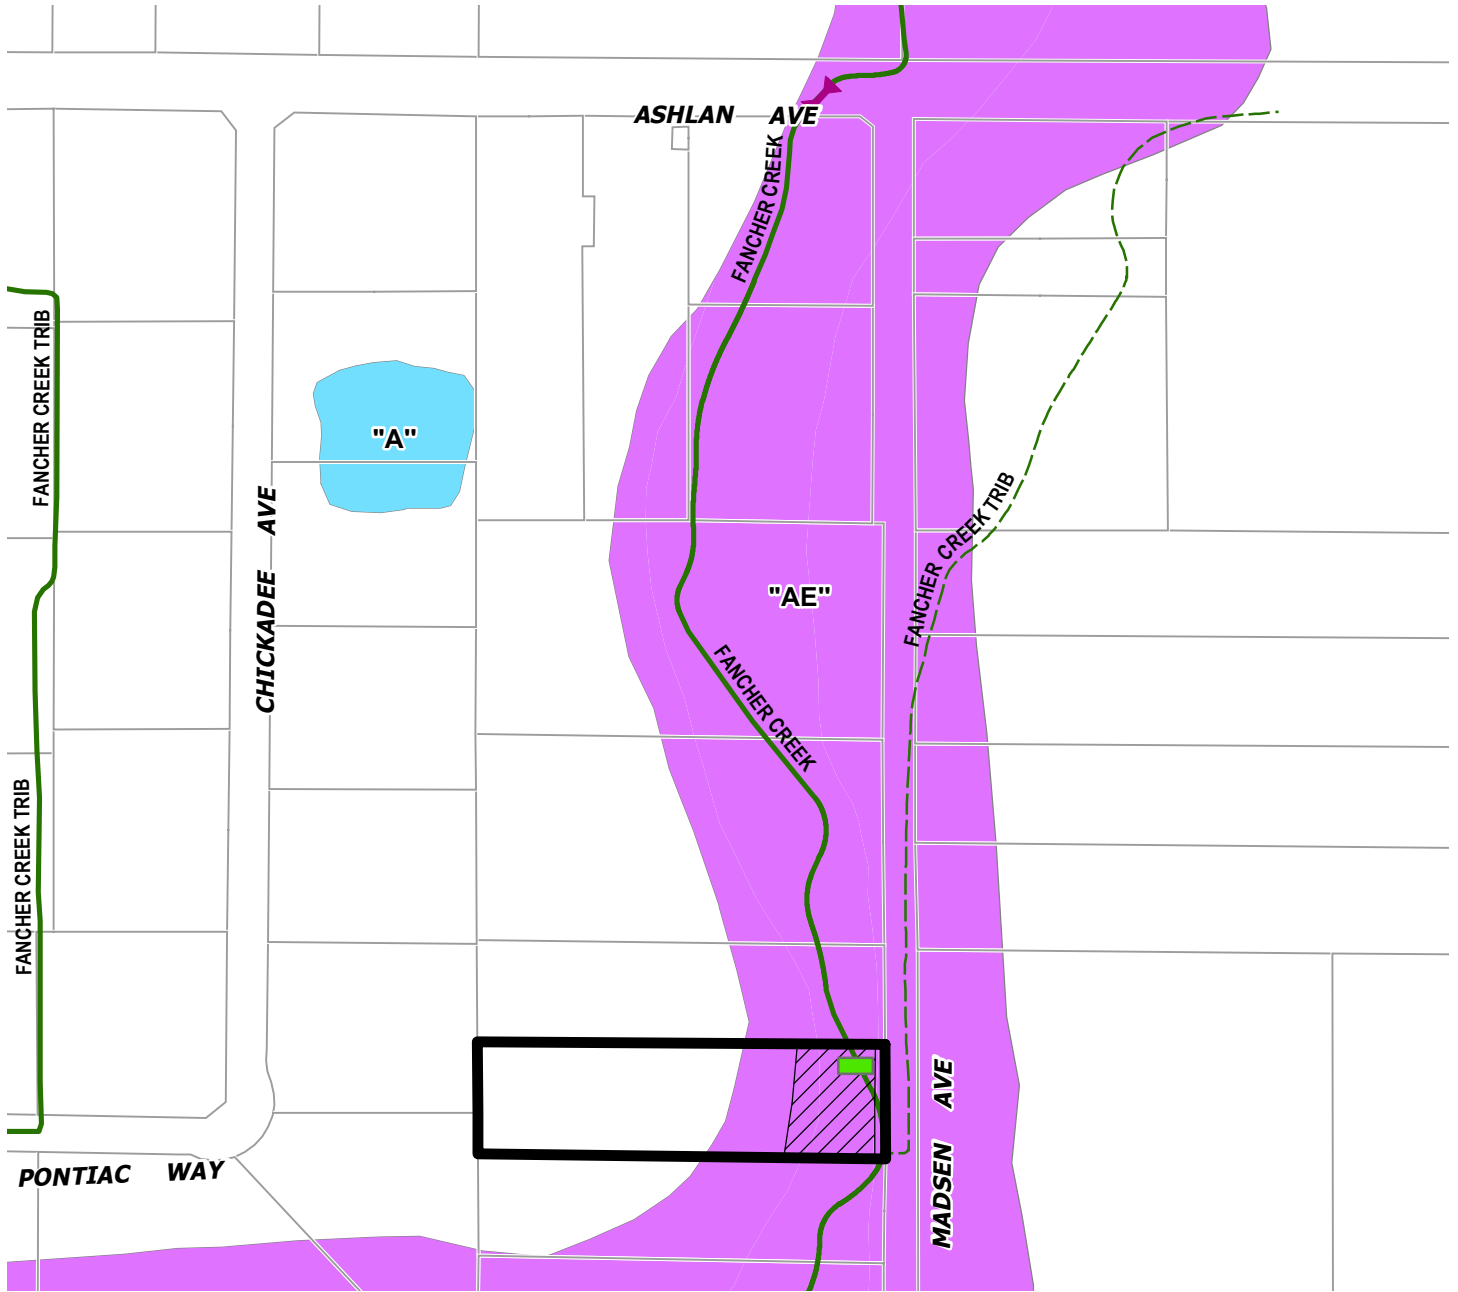 ASHLAN AVE
FANCHER CREEK
FANCHER CREEK TRIB
"A"
CHICKADEE AVE
FANCHER CREEK TRIB
"AE"
FANCHER CREEK
FANCHER CREEK TRIB
MADSEN AVE
PONTIAC WAY